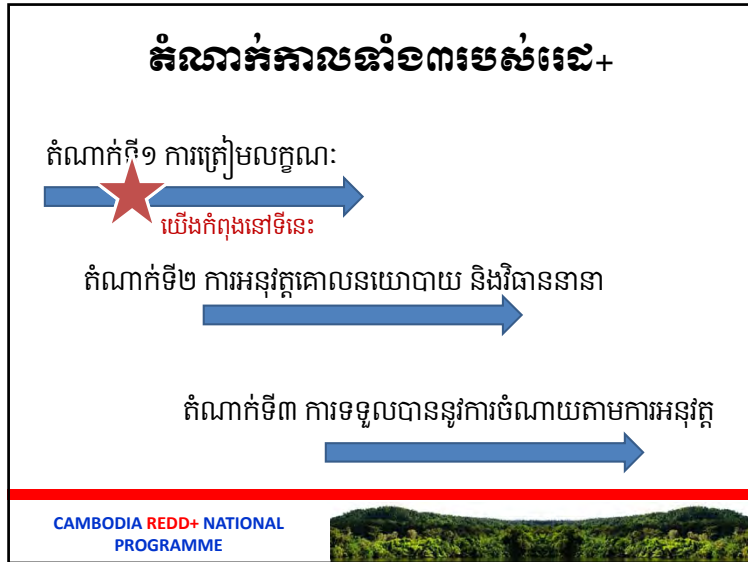 តំណាក់កាលទាំង៣របស់រេដ+
តំណាក់ទី១ ការត្រៀមលក្ខណៈ
យើងកំពុងនៅទីនេះ
តំណាក់ទី២ ការអនុវត្តគោលនយោបាយ និងវិធាននានា
តំណាក់ទី៣ ការទទួលបាននូវការចំណាយតាមការអនុវត្ត
CAMBODIA REDD+ NATIONAL
PROGRAMME